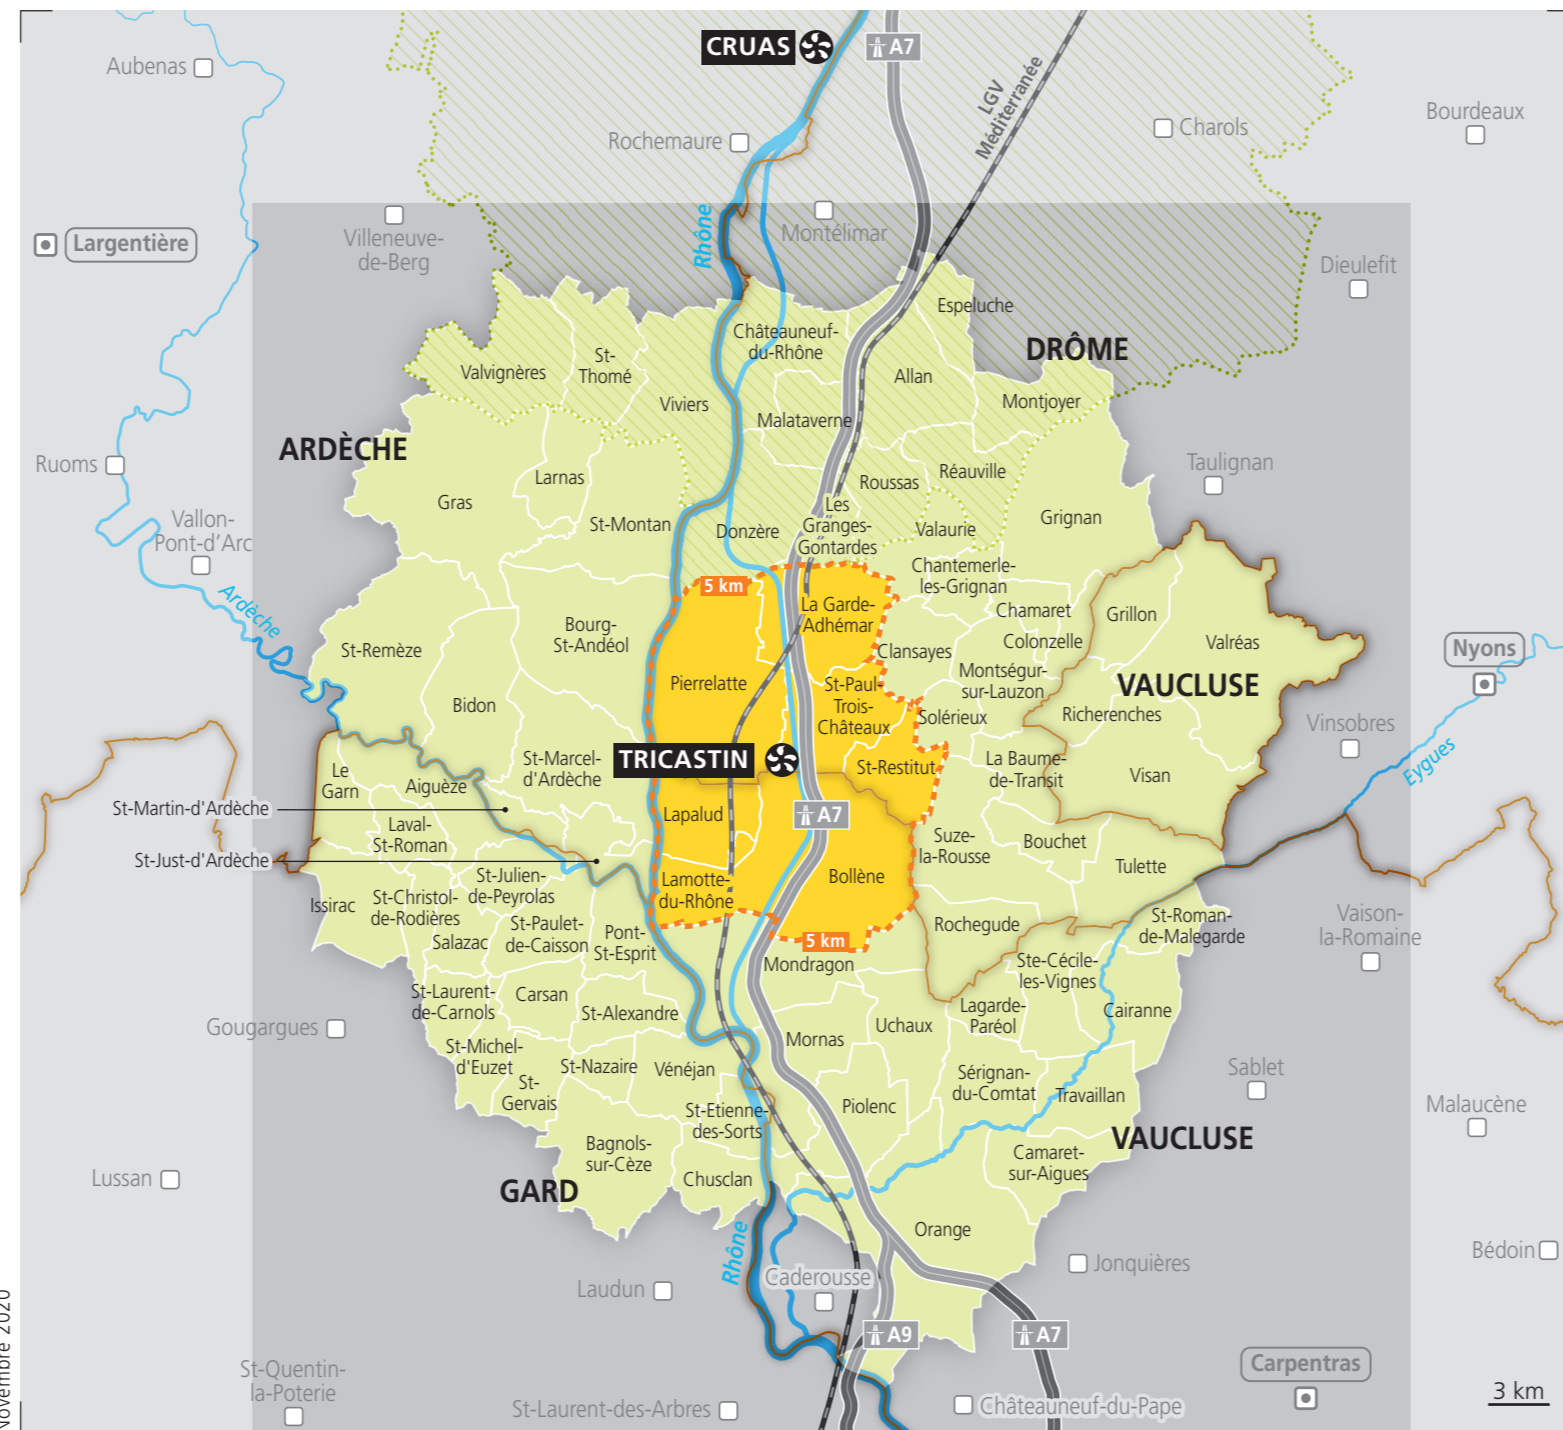 CRUAS
A7
Aubenas
LGV
Méditerranée
Bourdeaux
Charols
Rochemaure
Rhône
Montélimar
Villeneuve-
de-Berg
Largentière
Dieulefit
Espeluche
Châteauneuf-
du-Rhône
DRÔME
St-
Thomé
Valvignères
Allan
Viviers
Montjoyer
Malataverne
ARDÈCHE
Ruoms
Taulignan
Larnas
Réauville
Roussas
Gras
Les
Granges-
Gontardes
Grignan
St-Montan
Donzère
Valaurie
Vallon-
Pont-d'Arc
Chantemerle-
les-Grignan
5 km
Ardèche
La Garde-
Adhémar
Chamaret
Grillon
Bourg-
St-Andéol
Colonzelle
Valréas
St-Remèze
Clansayes
Nyons
Montségur-
sur-Lauzon
Pierrelatte
St-Paul-
Trois-
Châteaux
VAUCLUSE
Bidon
Solérieux
Richerenches
Vinsobres
TRICASTIN
St-Marcel-
d'Ardèche
St-Restitut
La Baume-
de-Transit
Visan
Eygues
Le
Garn
Aiguèze
St-Martin-d'Ardèche
Lapalud
A7
Laval-
St-Roman
Suze-
la-Rousse
Bouchet
St-Just-d'Ardèche
Tulette
St-Julien-
de-Peyrolas
Lamotte-
du-Rhône
Bollène
Issirac
St-Christol-
de-Rodières
St-Paulet-
de-Caisson
Rochegude
St-Roman-
de-Malegarde
Vaison-
la-Romaine
Salazac
Pont-
St-Esprit
5 km
Mondragon
Ste-Cécile-
les-Vignes
St-Laurent-
de-Carnols
Carsan
St-Alexandre
Lagarde-
Paréol
Cairanne
Gougargues
Uchaux
Mornas
St-Michel-
d'Euzet
St-Nazaire
Vénéjan
Sablet
St-
Gervais
Sérignan-
du-Comtat
Travaillan
St-Etienne-
des-Sorts
Piolenc
Malaucène
Bagnols-
sur-Cèze
VAUCLUSE
Camaret-
sur-Aigues
Lussan
GARD
Chusclan
Orange
Rhône
Bédoin
Jonquières
Caderousse
Laudun
A9
A7
Novembre 2020
St-Quentin-
la-Poterie
Carpentras
3 km
St-Laurent-des-Arbres
Châteauneuf-du-Pape